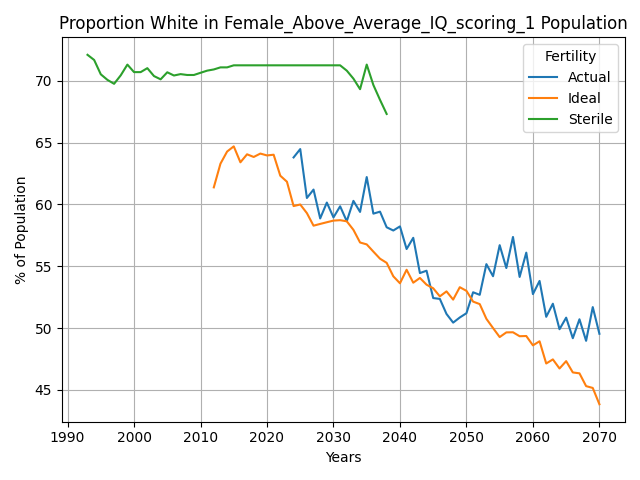 Proportion White in Female_Above_Average_IQ_scoring_1 Population
Fertility
Actual
Ideal
Sterile
% of Population
70
65
60
55
50
45
1990
2000
2010
2020
2030
2040
2050
2060
2070
Years